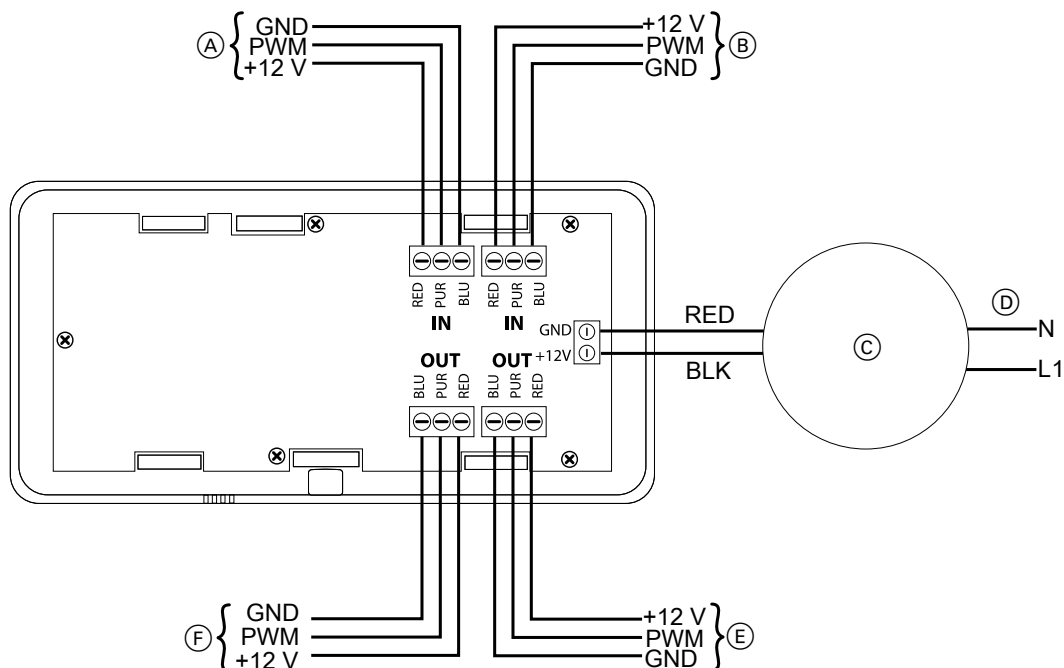 GND
PWM
+12 V
A
+12 V
PWM
GND
B
RED
PUR
BLU
IN
RED
PUR
BLU
IN
GND
+12V
RED
BLK
C
D
N
L1
OUT
BLU
PUR
RED
OUT
BLU
PUR
RED
GND
PWM
+12 V
F
+12 V
PWM
GND
E